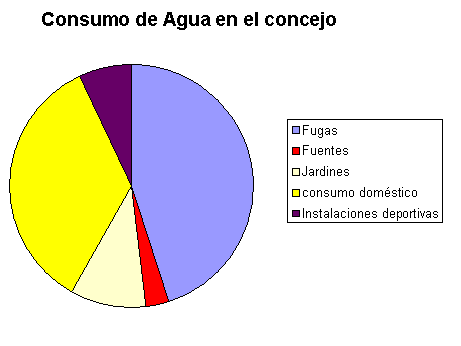 Consumo de Agua en el concejo
Fugas
Fuentes
Jardines
consumo doméstico
Instalaciones deportivas